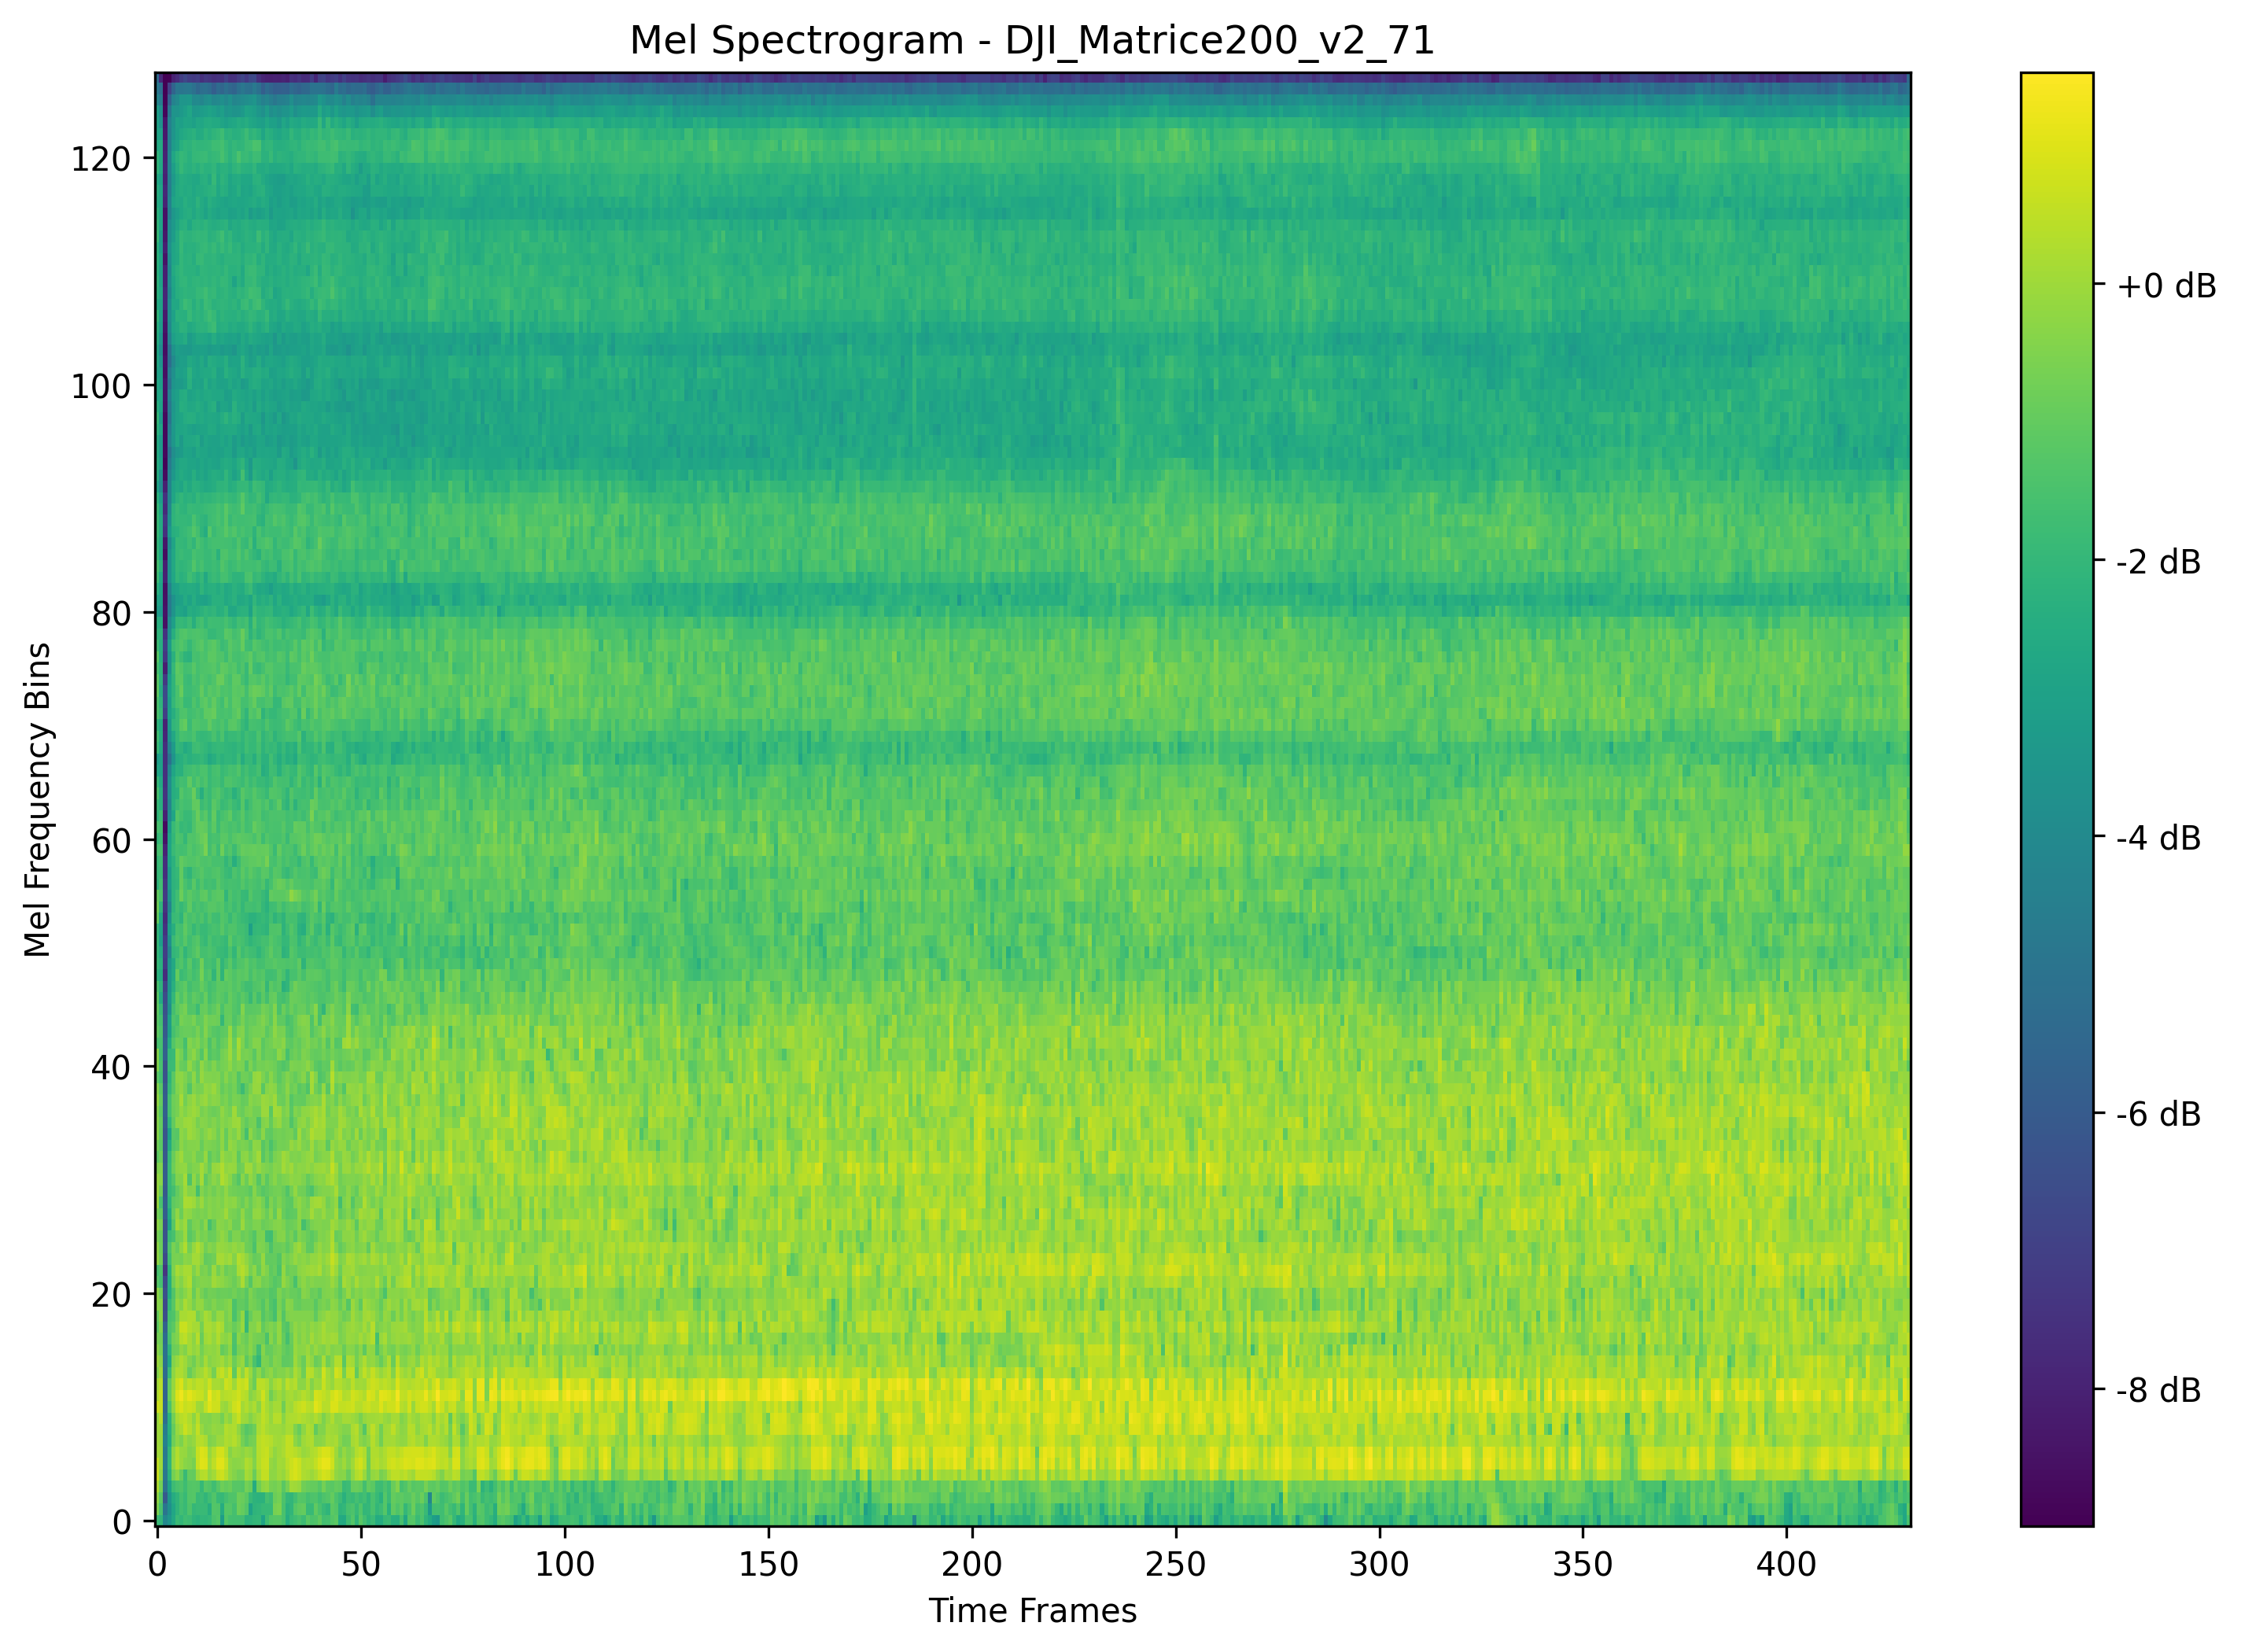 Mel Spectrogram - DJI_Matrice200_v2_71
Mel Frequency Bins
120
100
80
60
40
20
0
0 50 100 150 200 250 300 350 400
Time Frames
+0 dB
-2 dB
-4 dB
-6 dB
-8 dB